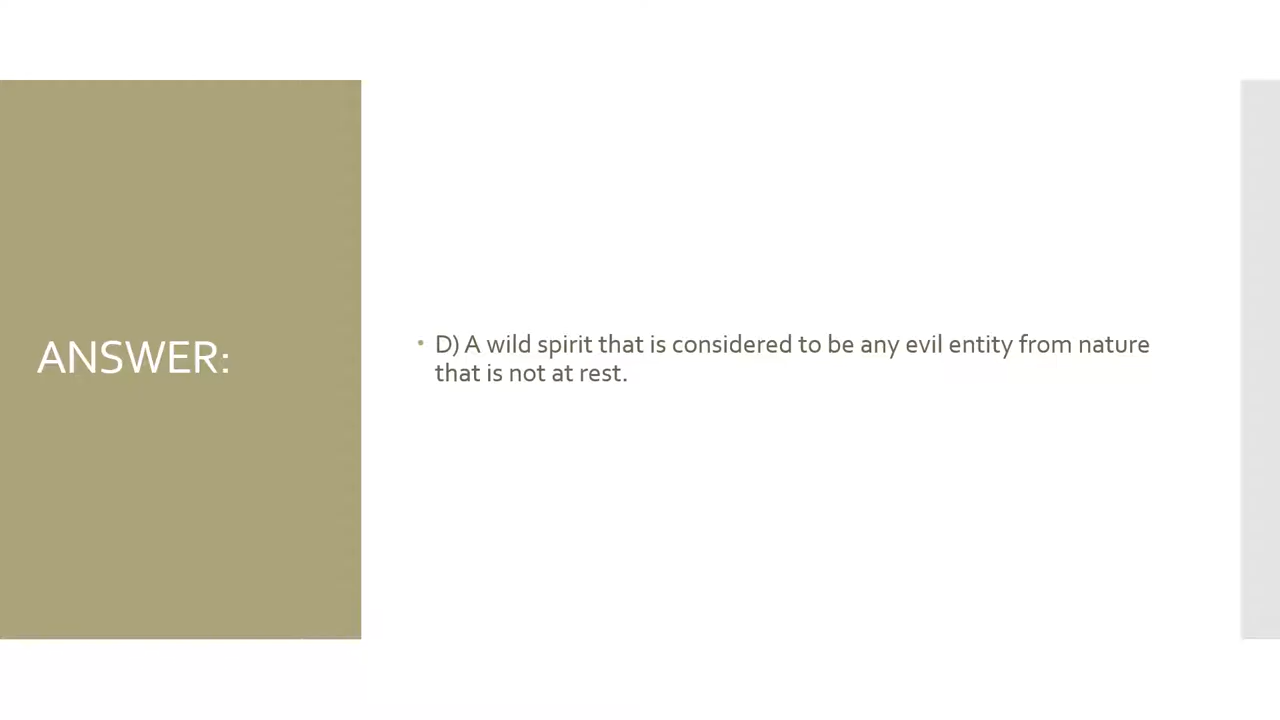 ANSWER:
• D) A wild spirit that is considered to be any evil entity from nature
that is not at rest.